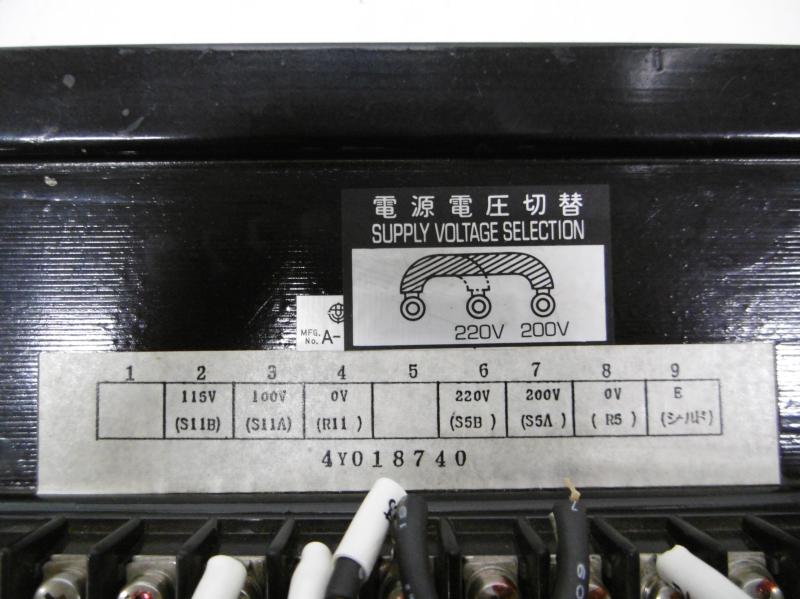 電源電圧切替
SUPPLY VOLTAGE SELECTION
220V 200V
MFG. No. A-
1 2 3 4 5 6 7 8 9
115V 100V 0V 220V 200V 0V E
(S11B) (S11A) (R11) (S5B) (S5A) (R5) (シールド)
4Y018740